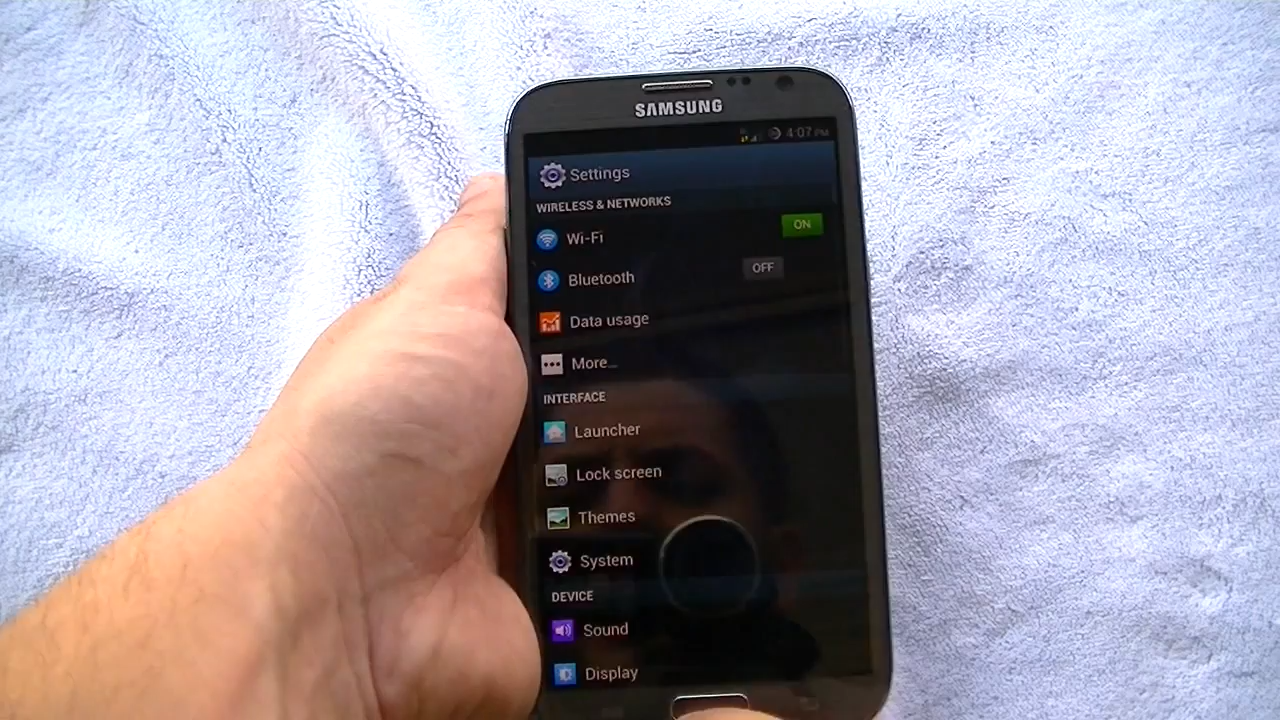 SAMSUNG
4:07 PM
Settings
WIRELESS & NETWORKS
Wi-Fi ON
Bluetooth OFF
Data usage
More...
INTERFACE
Launcher
Lock screen
Themes
System
DEVICE
Sound
Display